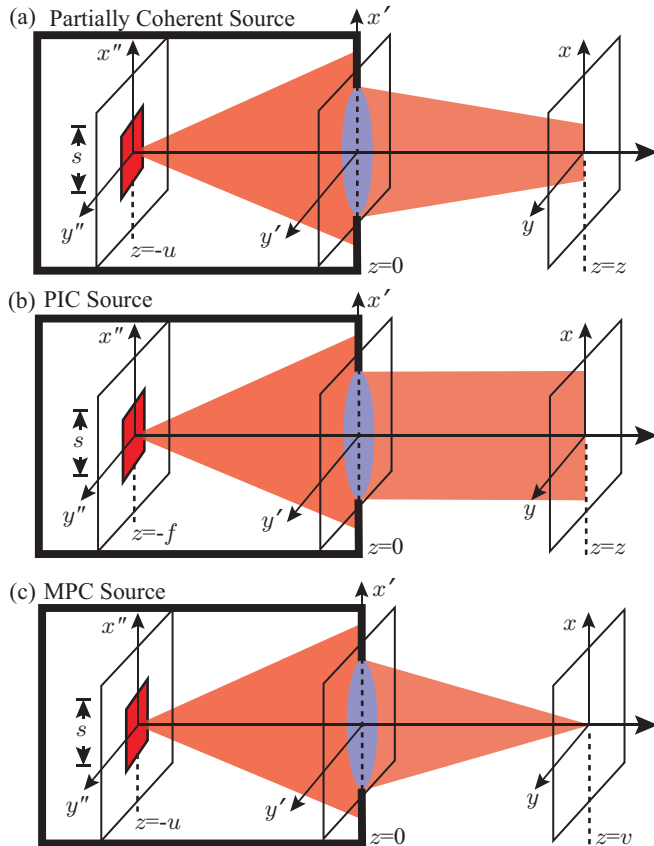 (a) Partially Coherent Source
x′
x″
x
s
y″
y′
y
z=-u
z=0
z=z
(b) PIC Source
x′
x″
x
s
y″
y′
y
z=-f
z=0
z=z
(c) MPC Source
x′
x″
x
s
y″
y′
y
z=-u
z=0
z=v